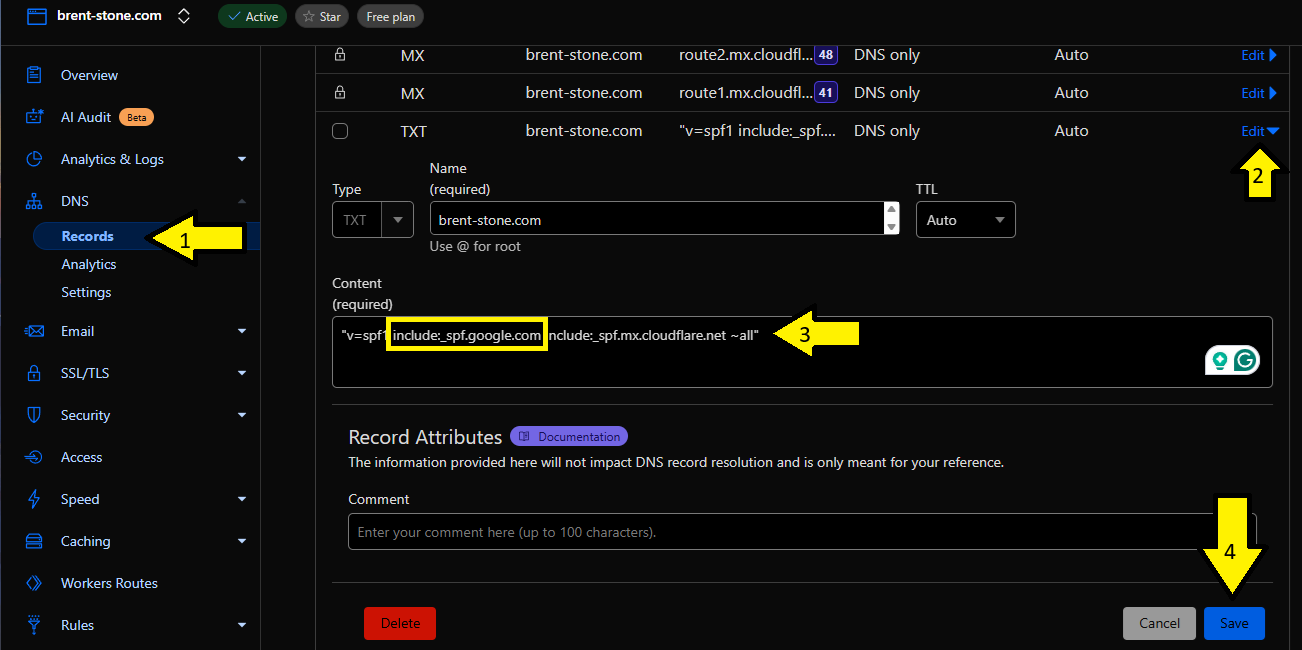 brent-stone.com Active Star Free plan
Overview
AI Audit Beta
Analytics & Logs
DNS
Records
Analytics
Settings
Email
SSL/TLS
Security
Access
Speed
Caching
Workers Routes
Rules
1
MX brent-stone.com route2.mx.cloudfl... 48 DNS only Auto Edit
MX brent-stone.com route1.mx.cloudfl... 41 DNS only Auto Edit
TXT brent-stone.com "v=spf1 include:_spf.... DNS only Auto Edit
2
Type
TXT
Name
(required)
brent-stone.com
Use @ for root
TTL
Auto
Content
(required)
"v=spf1 include:_spf.google.com include:_spf.mx.cloudflare.net ~all"
3
Record Attributes Documentation
The information provided here will not impact DNS record resolution and is only meant for your reference.
Comment
Enter your comment here (up to 100 characters).
4
Delete Cancel Save